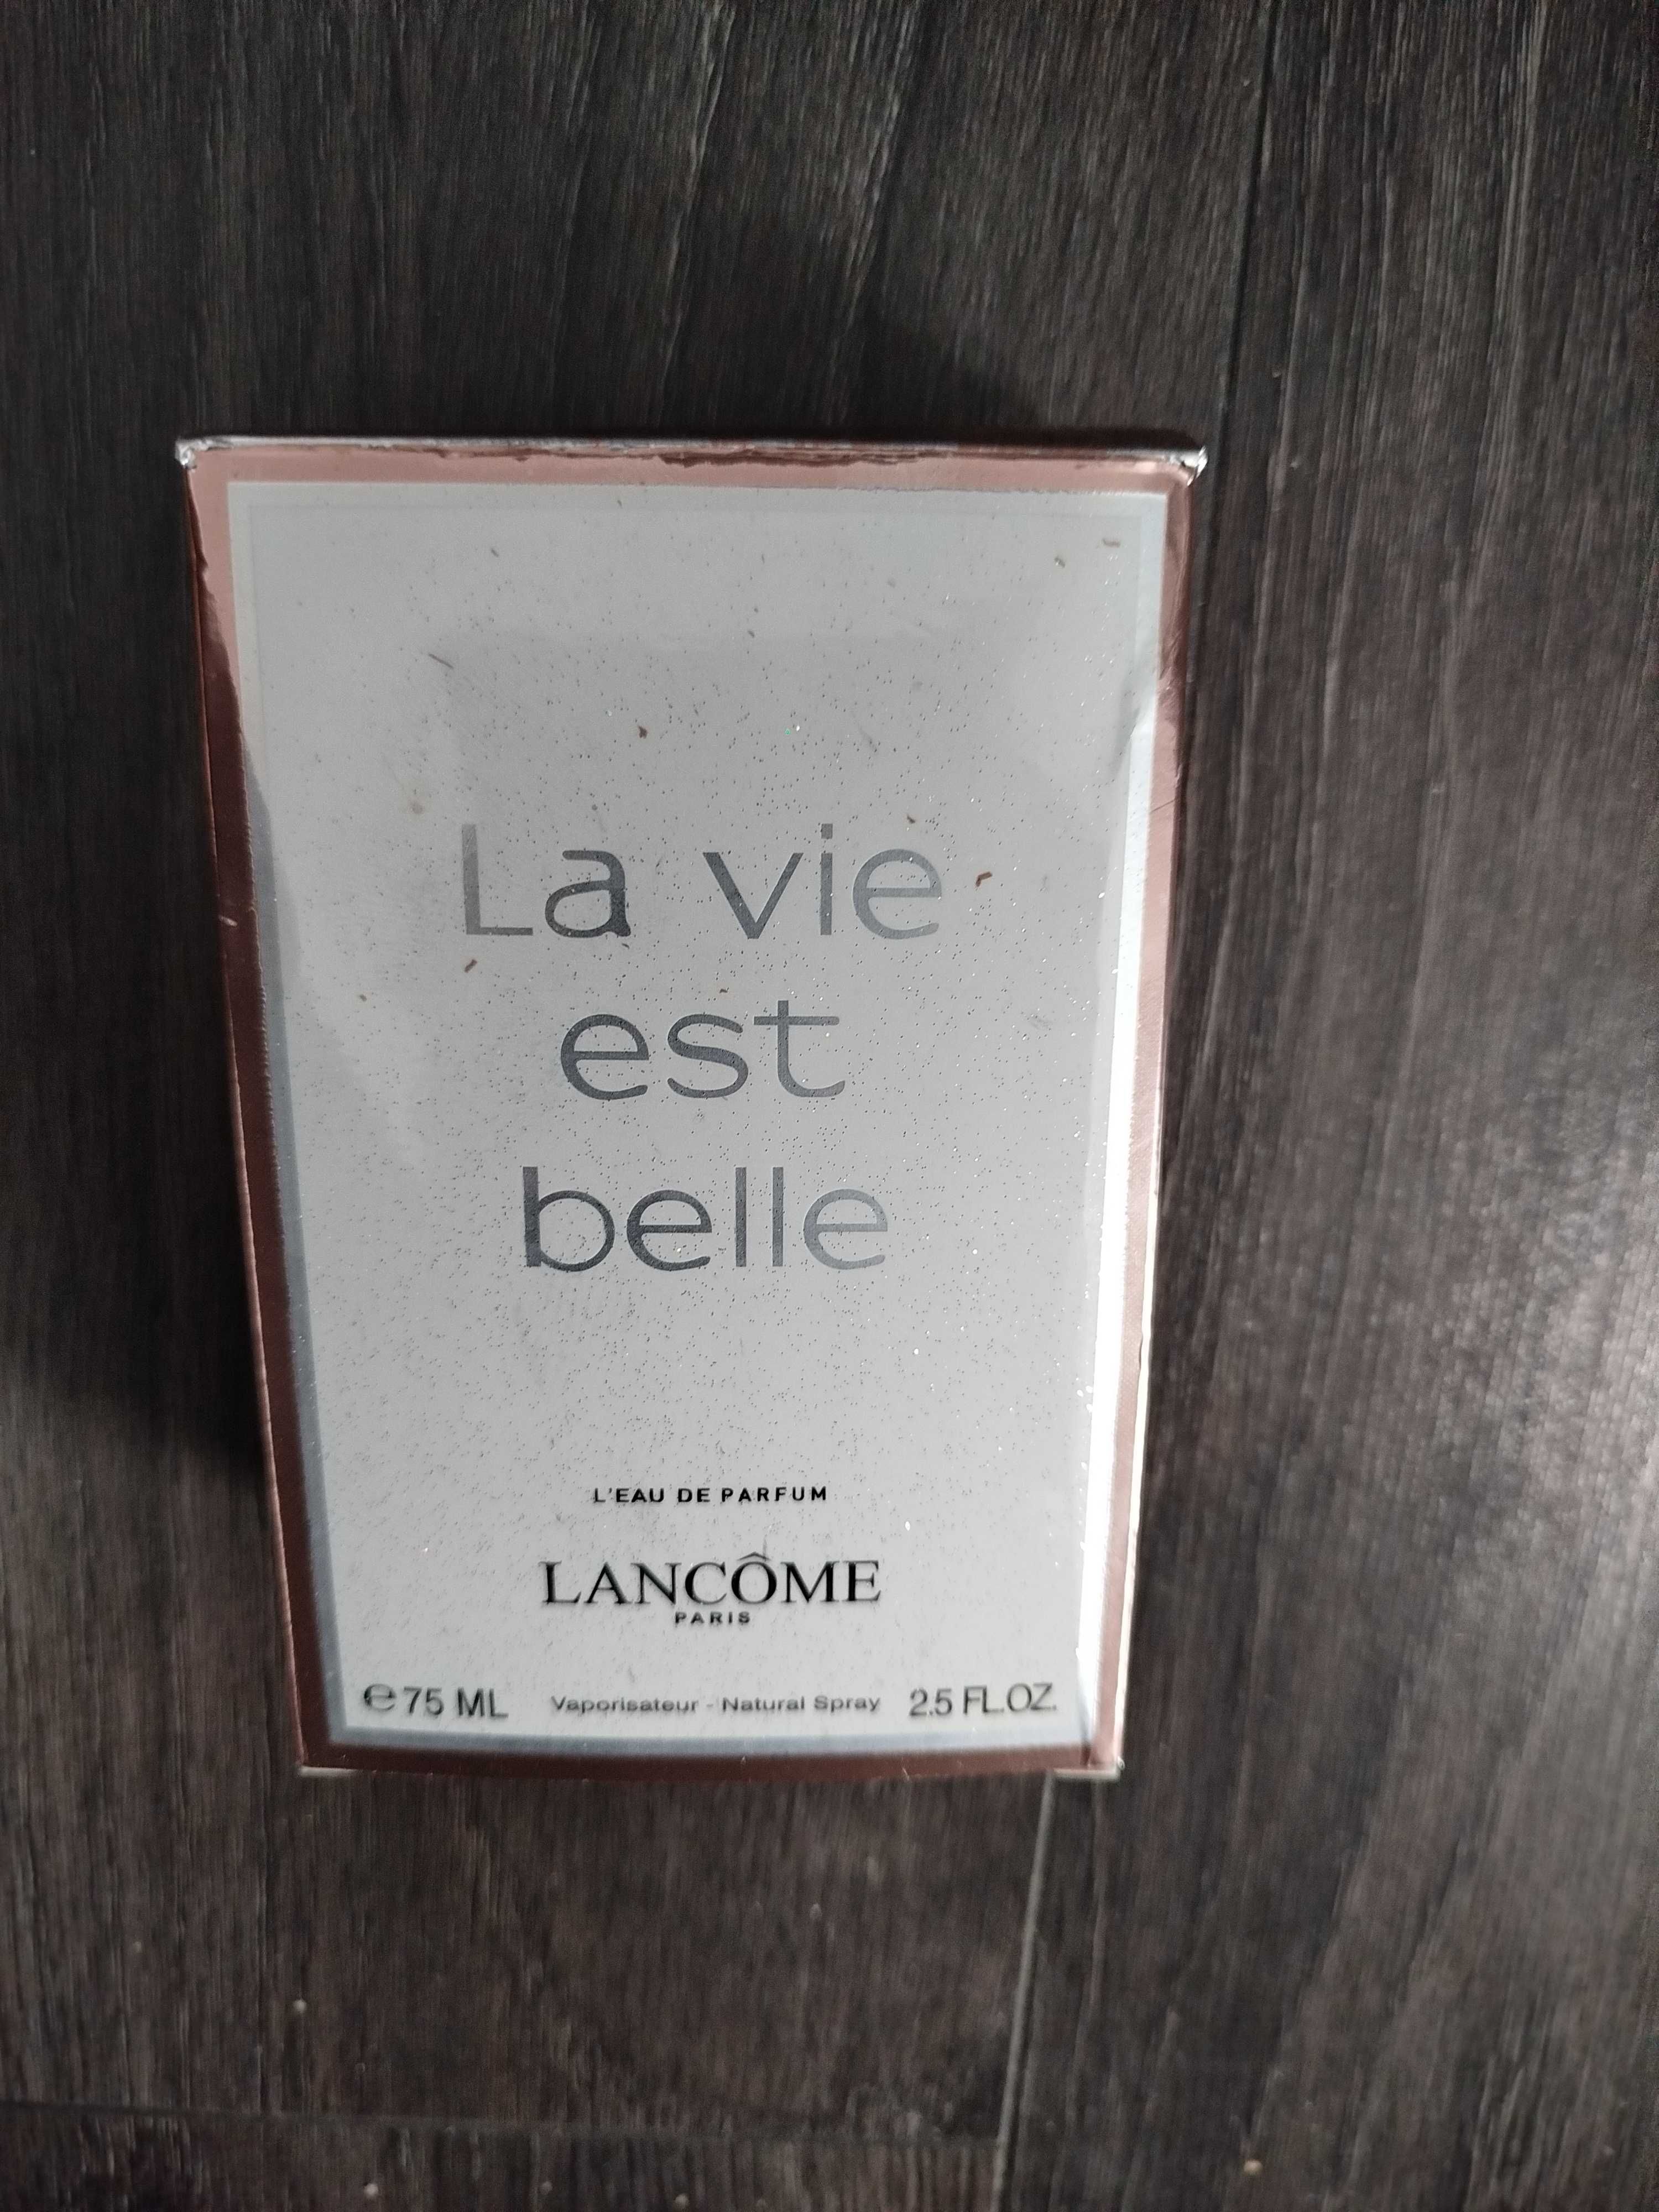 La vie
est
belle
L'EAU DE PARFUM
LANCÔME
PARIS
℮ 75 ML Vaporisateur - Natural Spray 2.5 FL.OZ.